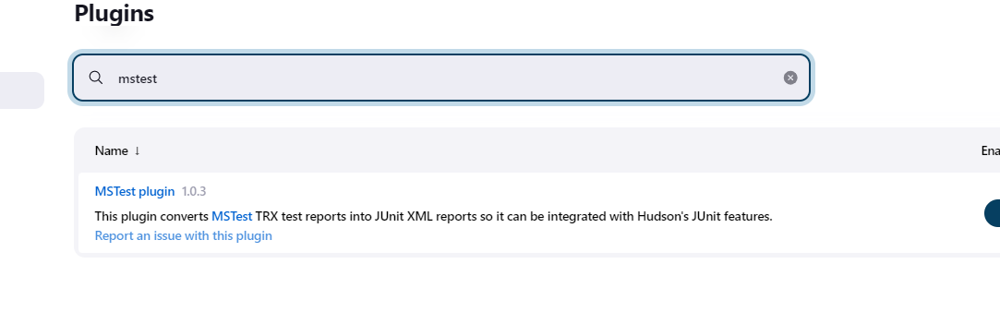 Plugins
mstest
Name ↓ Ena
MSTest plugin 1.0.3
This plugin converts MSTest TRX test reports into JUnit XML reports so it can be integrated with Hudson's JUnit features.
Report an issue with this plugin